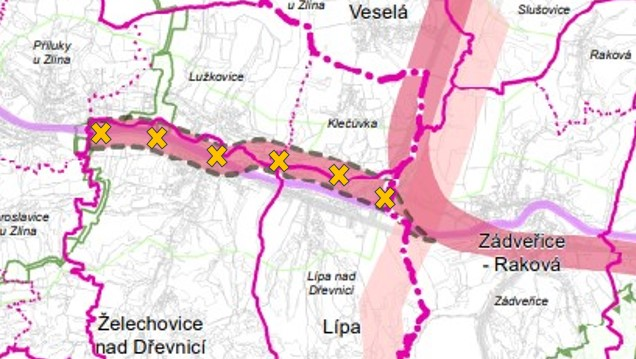 u Zlína
Veselá
Slušovice
Příluky
u Zlína
Raková
Lužkovice
Klečůvka
aroslavice
u Zlína
Zádveřice
- Raková
Lípa nad
Dřevnicí
Zádveřice
Želechovice
nad Dřevnicí
Lípa